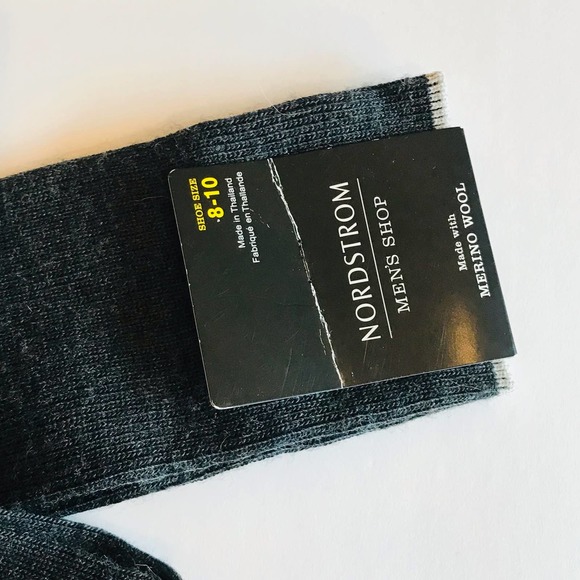 SHOE SIZE
*8-10
Made in Thailand
Fabriqué en Thaïlande
NORDSTROM
MEN'S SHOP
Made with
MERINO WOOL